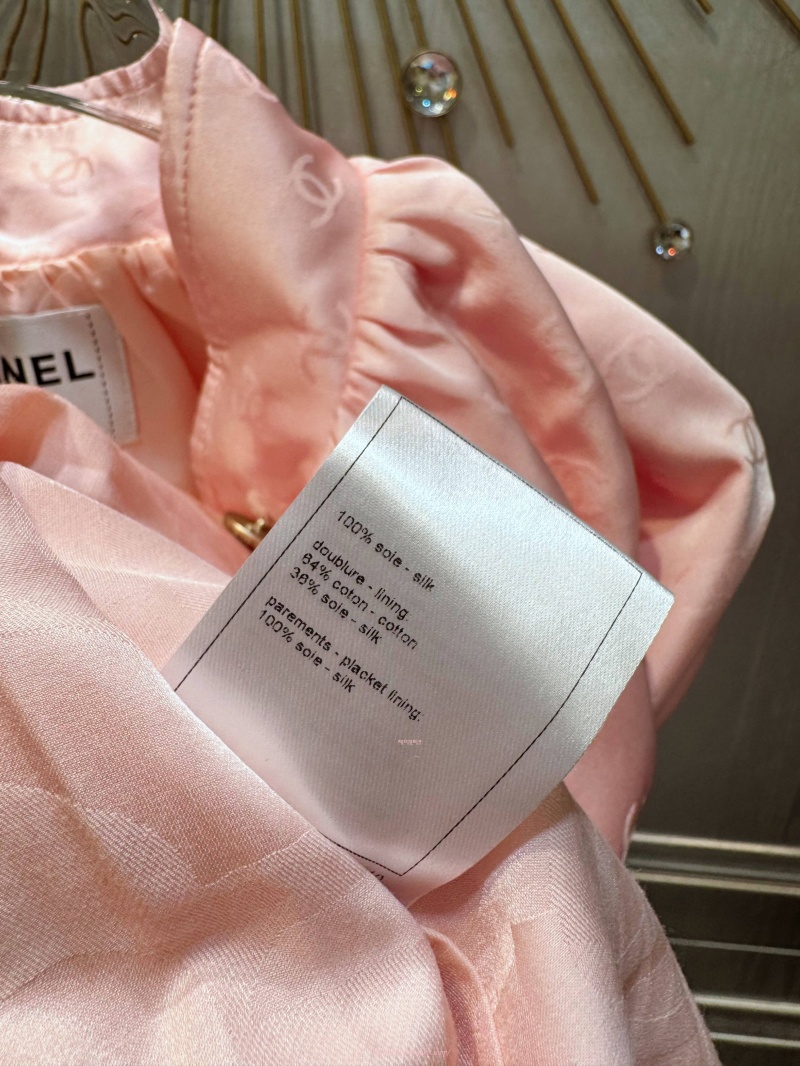 NEL
100% soie - silk
doublure - lining:
64% coton - cotton
36% soie - silk
parements - placket lining:
100% soie - silk